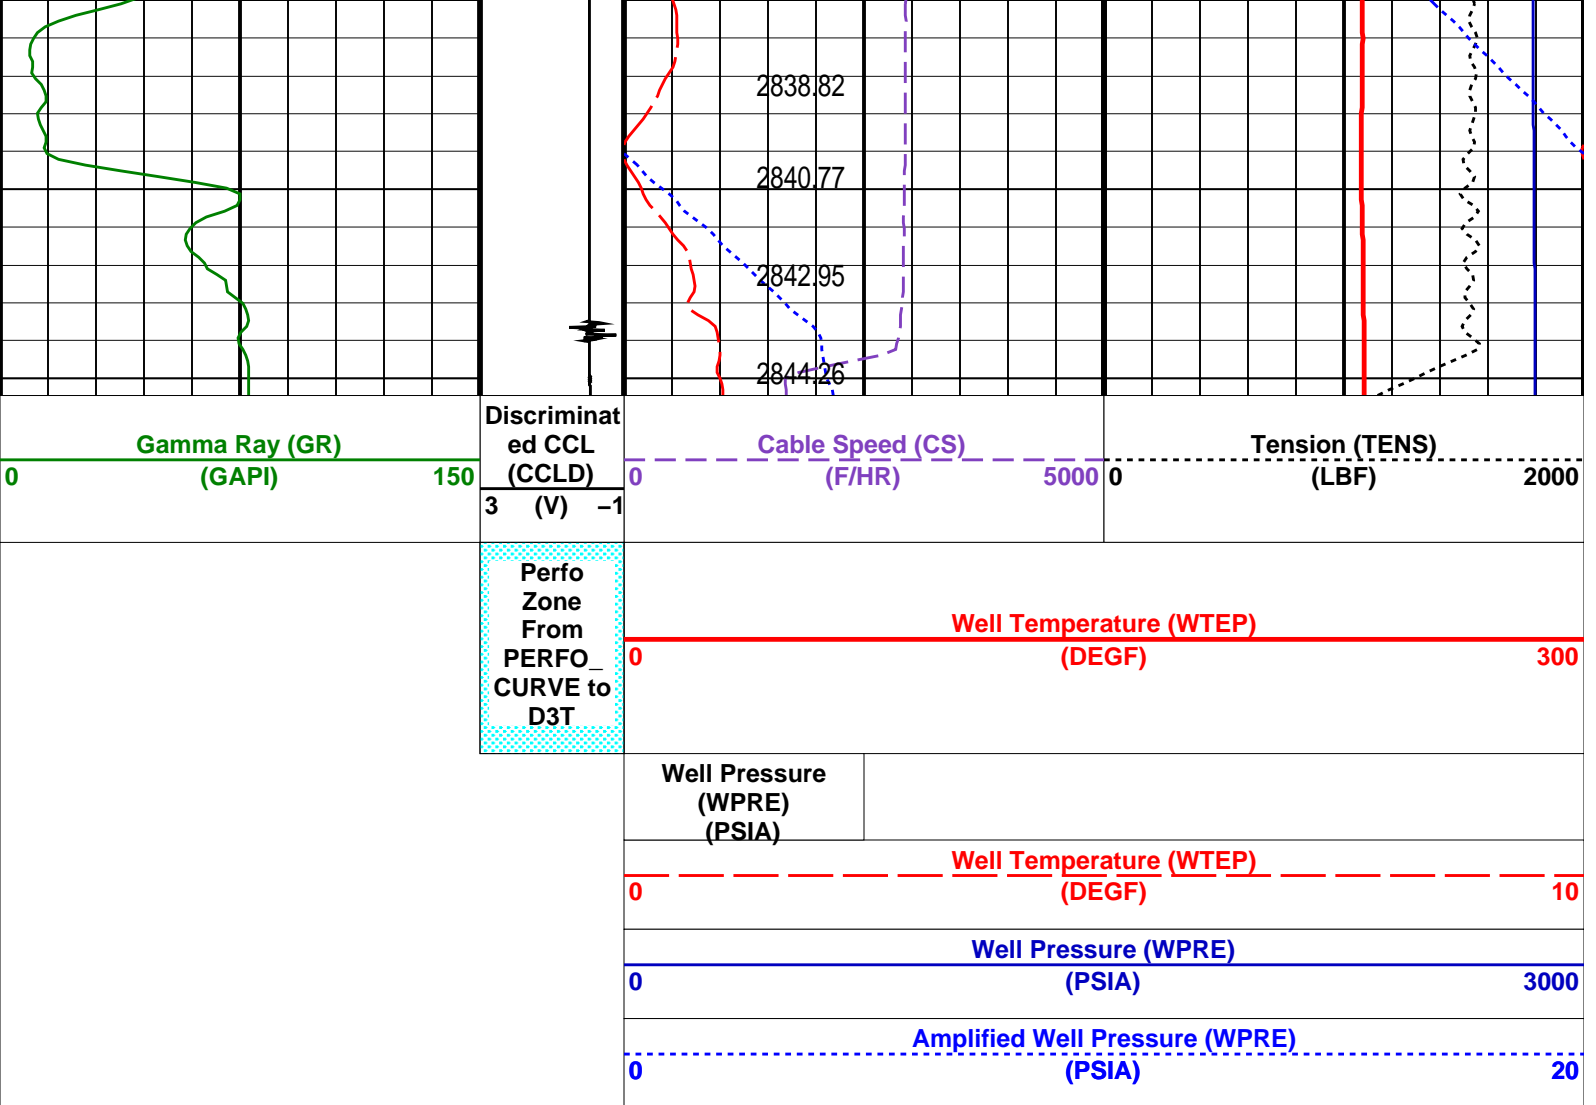 2838.82
2840.77
2842.95
2844.26
Gamma Ray (GR)
0 (GAPI) 150
Discriminat
ed CCL
(CCLD)
3 (V) −1
Cable Speed (CS)
0 (F/HR) 5000
Tension (TENS)
0 (LBF) 2000
Perfo
Zone
From
PERFO_
CURVE to
D3T
Well Temperature (WTEP)
0 (DEGF) 300
Well Pressure
(WPRE)
(PSIA)
Well Temperature (WTEP)
0 (DEGF) 10
Well Pressure (WPRE)
0 (PSIA) 3000
Amplified Well Pressure (WPRE)
0 (PSIA) 20